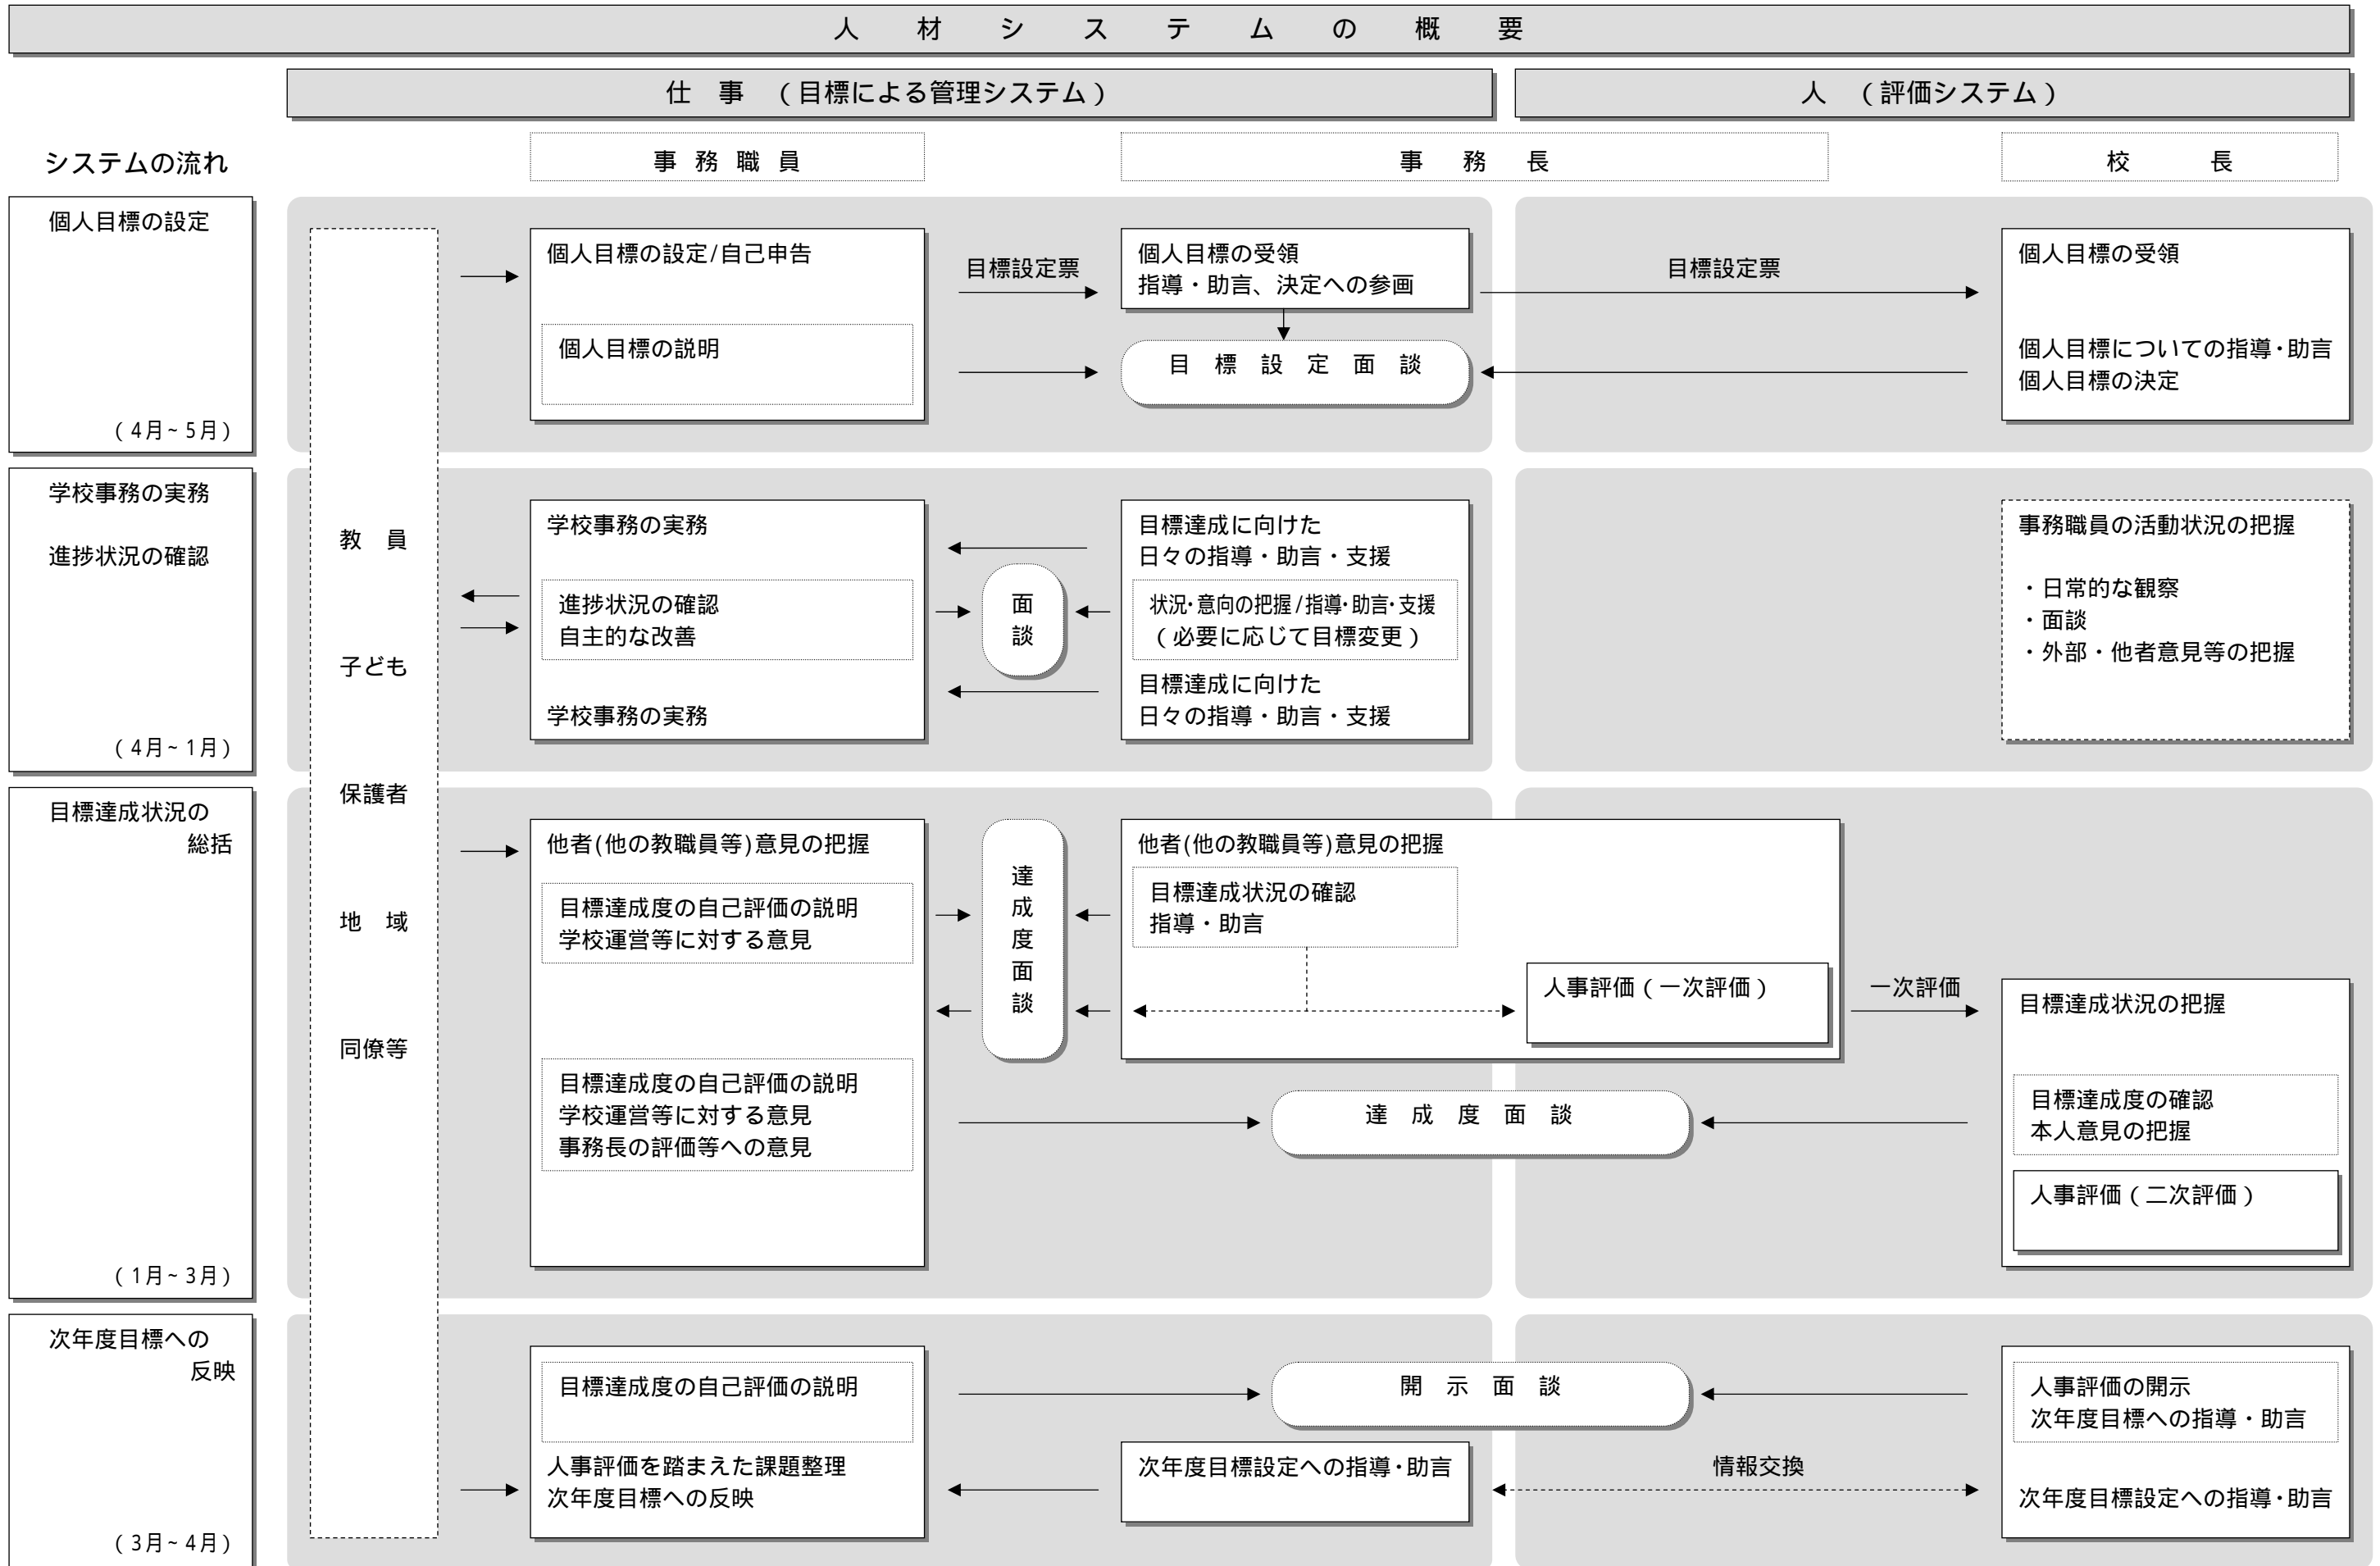 人材システムの概要
仕事 (目標による管理システム)
人 (評価システム)
システムの流れ
事務職員
事務長
校長
個人目標の設定
(4月~5月)
個人目標の設定/自己申告
個人目標の説明
目標設定票
個人目標の受領
指導・助言、決定への参画
目標設定面談
目標設定票
個人目標の受領
個人目標についての指導・助言
個人目標の決定
教員
子ども
保護者
地域
同僚等
学校事務の実務
進捗状況の確認
(4月~1月)
学校事務の実務
進捗状況の確認
自主的な改善
学校事務の実務
面談
目標達成に向けた
日々の指導・助言・支援
状況・意向の把握/指導・助言・支援
(必要に応じて目標変更)
目標達成に向けた
日々の指導・助言・支援
事務職員の活動状況の把握
・日常的な観察
・面談
・外部・他者意見等の把握
目標達成状況の
総括
(1月~3月)
他者(他の教職員等)意見の把握
目標達成度の自己評価の説明
学校運営等に対する意見
目標達成度の自己評価の説明
学校運営等に対する意見
事務長の評価等への意見
達成度面談
他者(他の教職員等)意見の把握
目標達成状況の確認
指導・助言
人事評価(一次評価)
一次評価
達成度面談
目標達成状況の把握
目標達成度の確認
本人意見の把握
人事評価(二次評価)
次年度目標への
反映
(3月~4月)
目標達成度の自己評価の説明
人事評価を踏まえた課題整理
次年度目標への反映
開示面談
次年度目標設定への指導・助言
情報交換
人事評価の開示
次年度目標への指導・助言
次年度目標設定への指導・助言